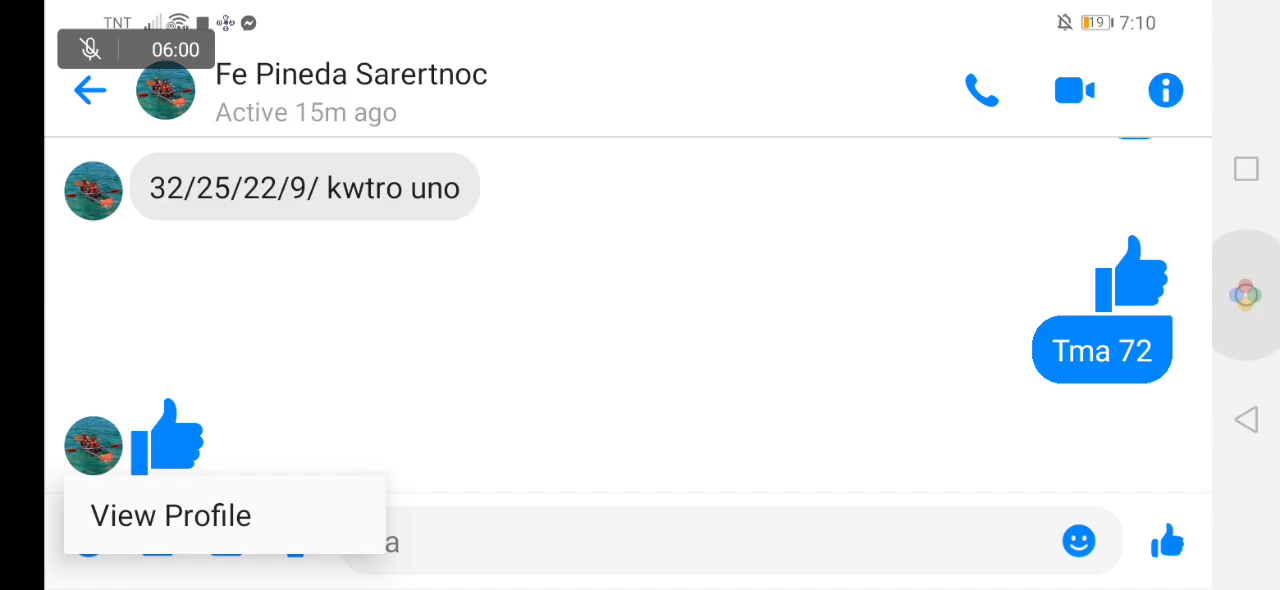 TNT
19 7:10
06:00
Fe Pineda Sarertnoc
Active 15m ago
32/25/22/9/ kwtro uno
Tma 72
View Profile
a